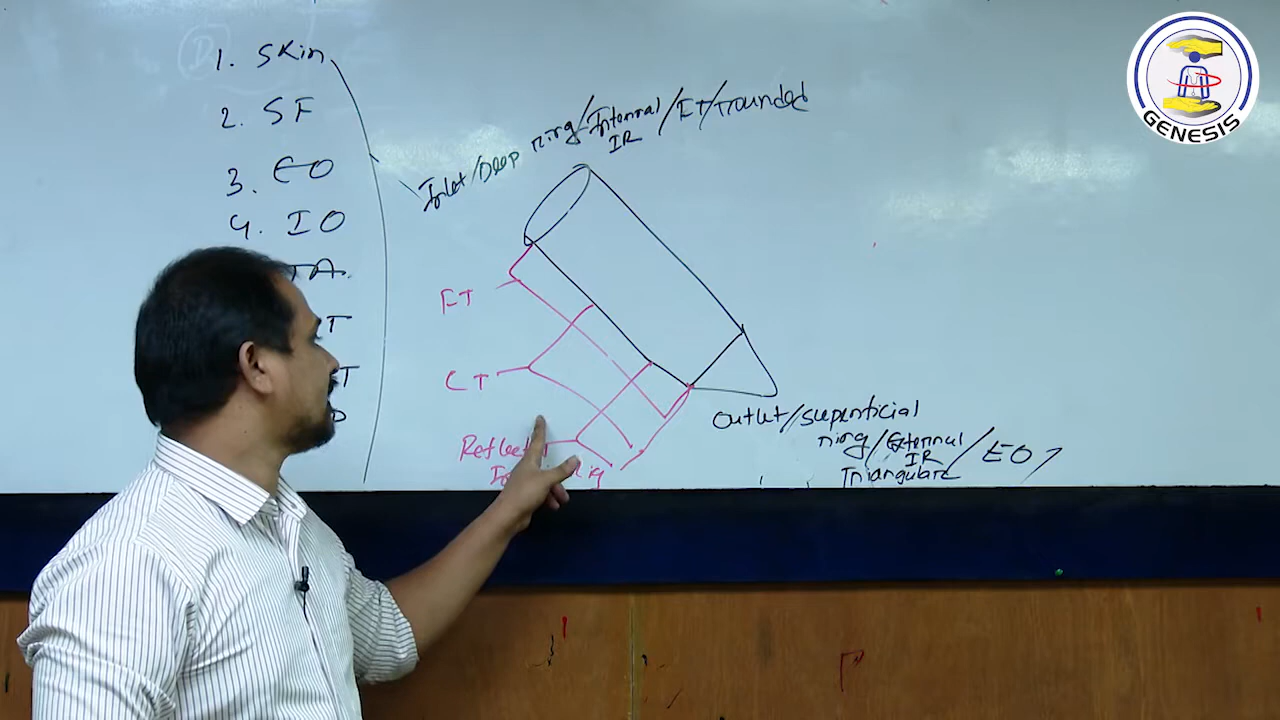 1. Skin
2. SF
3. EO
4. IO
TA.
T
T
P
Inlet/Deep ring/Internal IR/FT/rounded
FT
CT
Outlet/superficial
ring/External IR/EO
Triangular
GENESIS